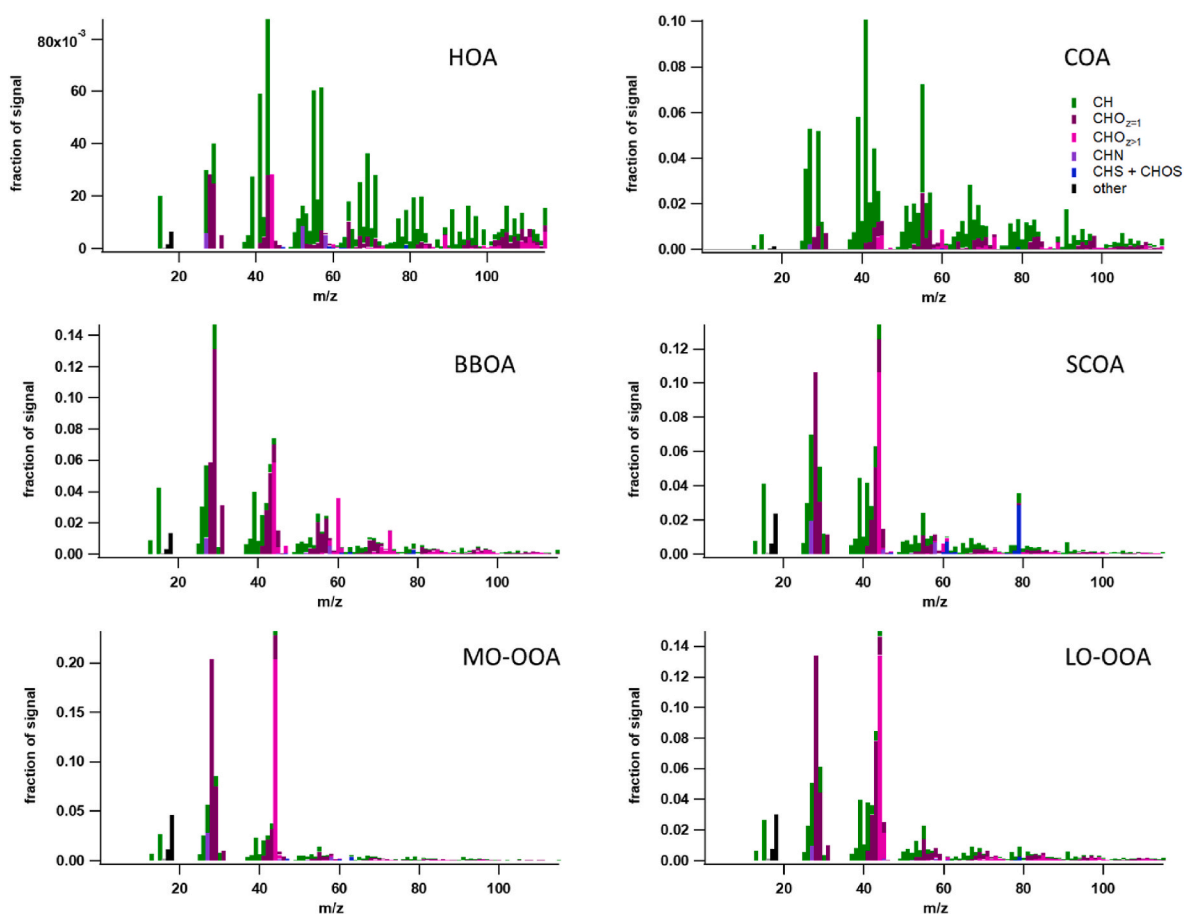 HOA
80x10⁻³
60
40
20
0
fraction of signal
20 40 60 80 100
m/z
COA
CH
CHOz=1
CHOz>1
CHN
CHS + CHOS
other
0.10
0.08
0.06
0.04
0.02
0.00
fraction of signal
20 40 60 80 100
m/z
BBOA
0.14
0.12
0.10
0.08
0.06
0.04
0.02
0.00
fraction of signal
20 40 60 80 100
m/z
SCOA
0.12
0.10
0.08
0.06
0.04
0.02
0.00
fraction of signal
20 40 60 80 100
m/z
MO-OOA
0.20
0.15
0.10
0.05
0.00
fraction of signal
20 40 60 80 100
m/z
LO-OOA
0.14
0.12
0.10
0.08
0.06
0.04
0.02
0.00
fraction of signal
20 40 60 80 100
m/z